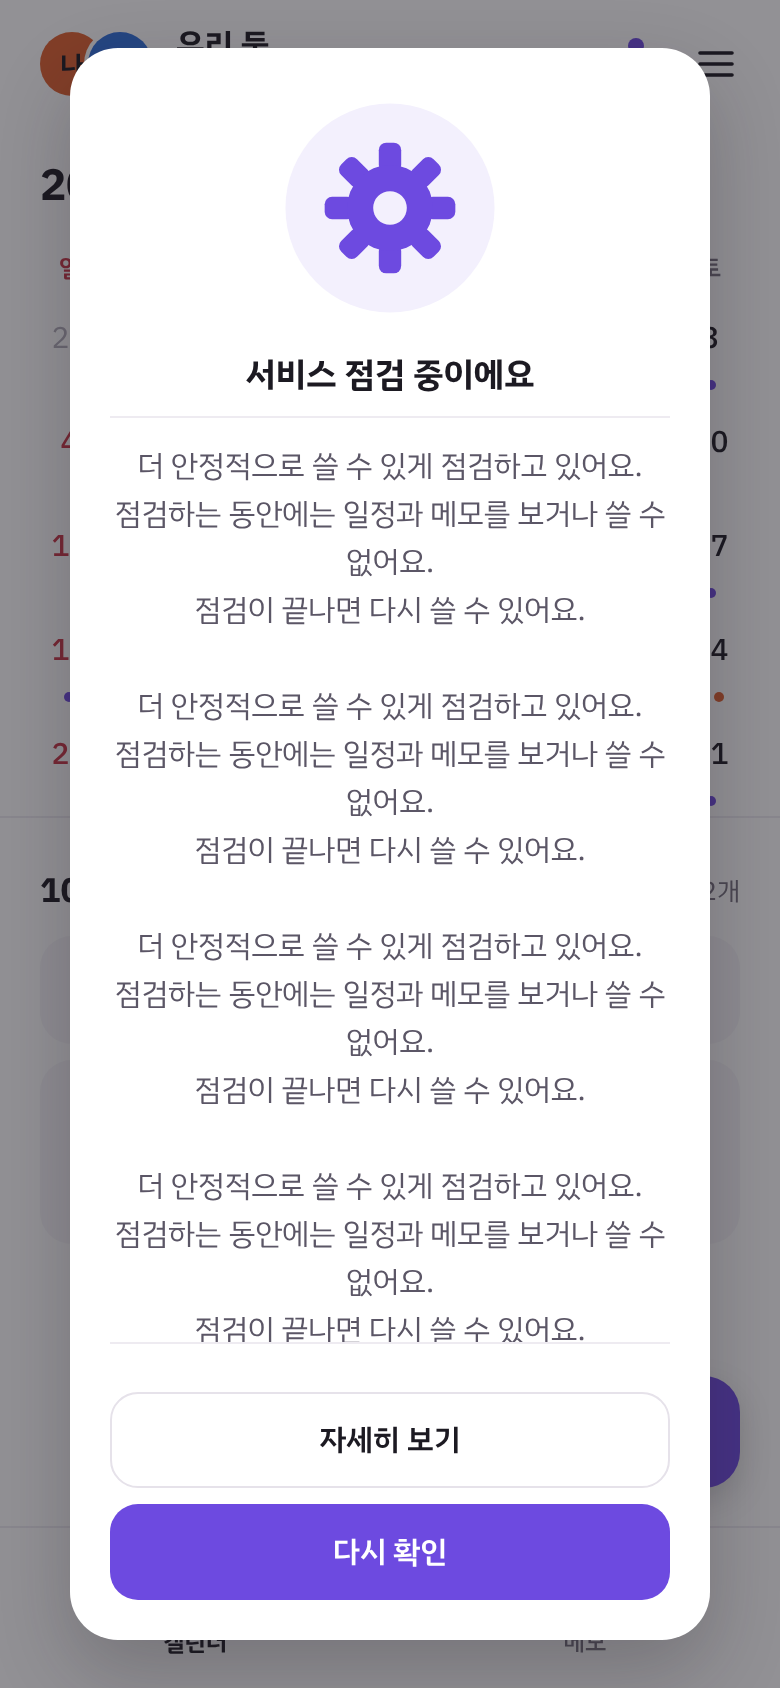 우리 둘
서비스 점검 중이에요
더 안정적으로 쓸 수 있게 점검하고 있어요.
점검하는 동안에는 일정과 메모를 보거나 쓸 수
없어요.
점검이 끝나면 다시 쓸 수 있어요.
더 안정적으로 쓸 수 있게 점검하고 있어요.
점검하는 동안에는 일정과 메모를 보거나 쓸 수
없어요.
점검이 끝나면 다시 쓸 수 있어요.
더 안정적으로 쓸 수 있게 점검하고 있어요.
점검하는 동안에는 일정과 메모를 보거나 쓸 수
없어요.
점검이 끝나면 다시 쓸 수 있어요.
더 안정적으로 쓸 수 있게 점검하고 있어요.
점검하는 동안에는 일정과 메모를 보거나 쓸 수
없어요.
점검이 끝나면 다시 쓸 수 있어요.
자세히 보기
다시 확인
캘린더 메모